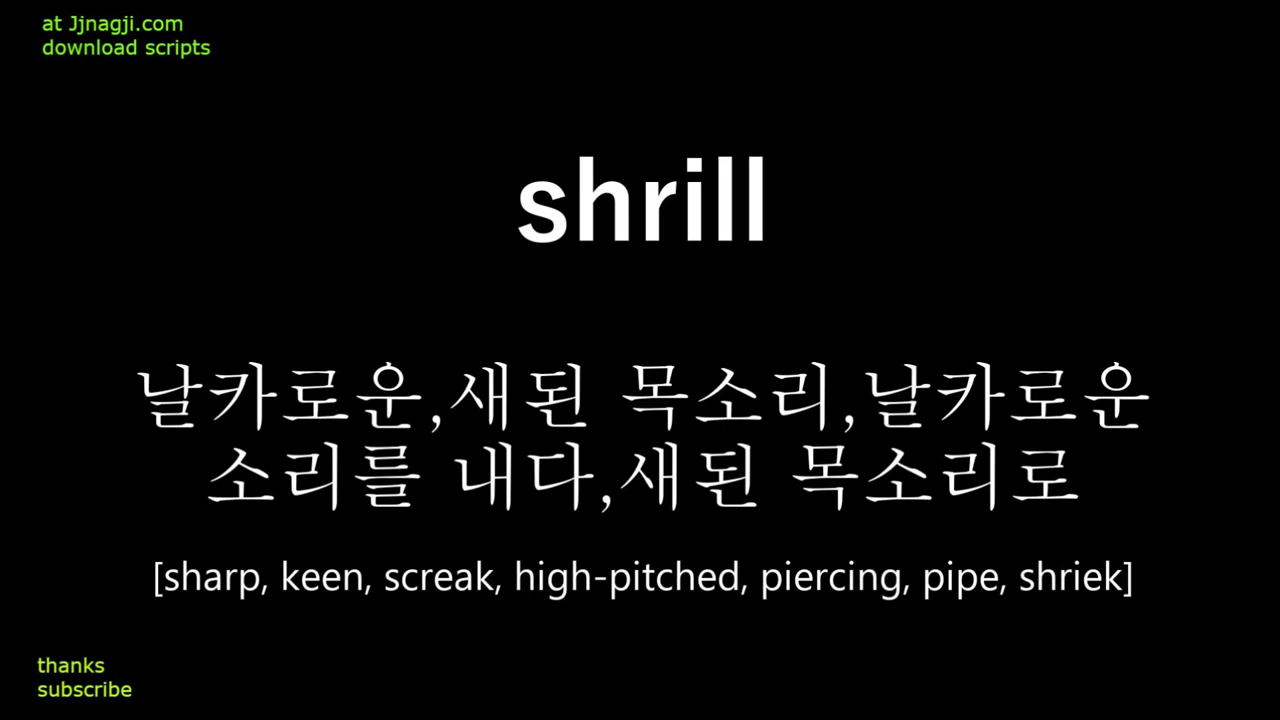 at Jjnagji.com
download scripts
shrill
날카로운,새된 목소리,날카로운
소리를 내다,새된 목소리로
[sharp, keen, screak, high-pitched, piercing, pipe, shriek]
thanks
subscribe